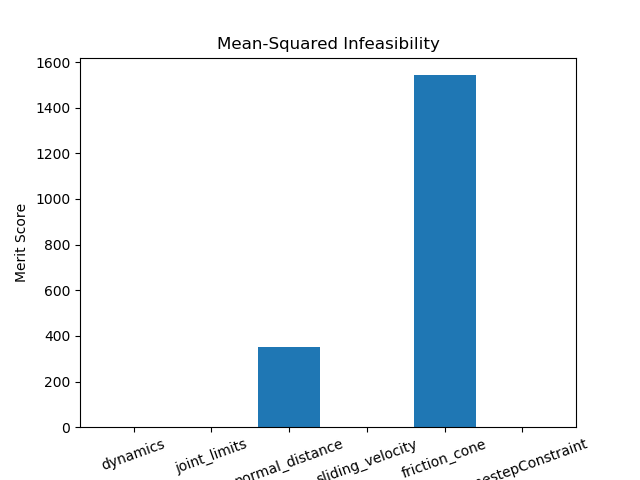 Mean-Squared Infeasibility
Merit Score
1600
1400
1200
1000
800
600
400
200
0
dynamics
joint_limits
normal_distance
sliding_velocity
friction_cone